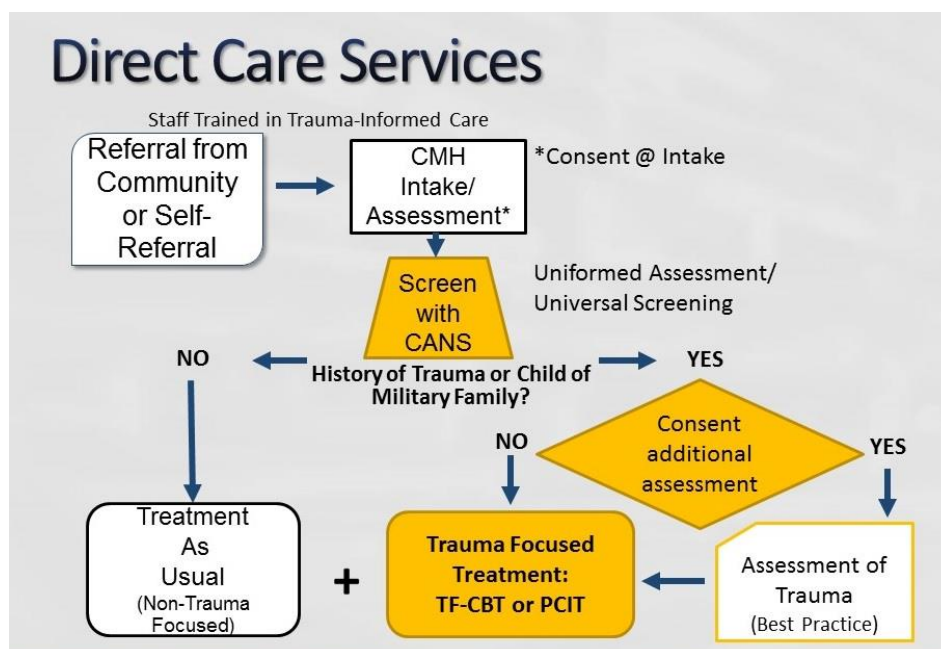 Direct Care Services
Staff Trained in Trauma-Informed Care
Referral from
Community
or Self-
Referral
CMH
Intake/
Assessment*
*Consent @ Intake
Screen
with
CANS
Uniformed Assessment/
Universal Screening
NO
History of Trauma or Child of
Military Family?
YES
Consent
additional
assessment
NO
YES
Treatment
As
Usual
(Non-Trauma
Focused)
+
Trauma Focused
Treatment:
TF-CBT or PCIT
Assessment of
Trauma
(Best Practice)